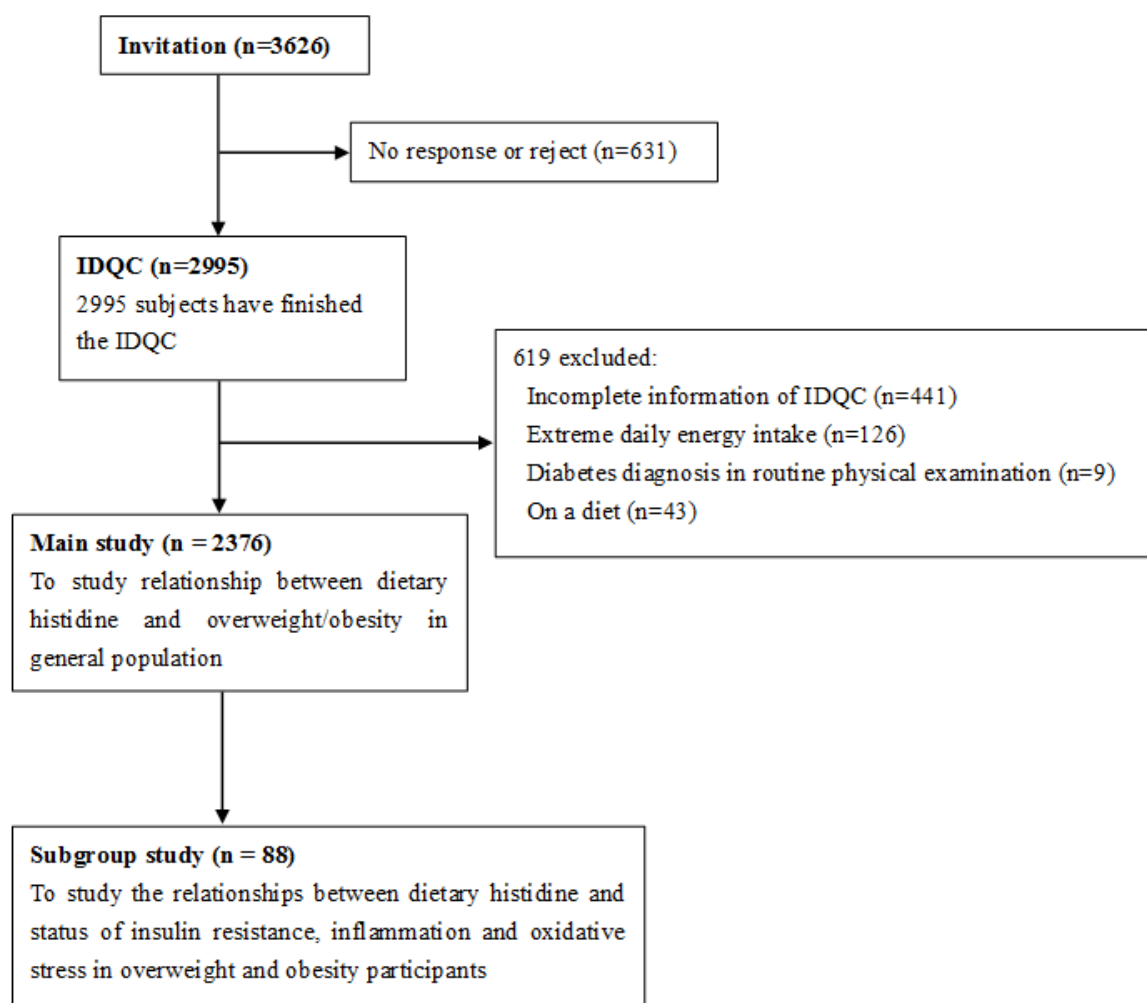 Invitation (n=3626)
No response or reject (n=631)
IDQC (n=2995)
2995 subjects have finished
the IDQC
619 excluded:
Incomplete information of IDQC (n=441)
Extreme daily energy intake (n=126)
Diabetes diagnosis in routine physical examination (n=9)
On a diet (n=43)
Main study (n = 2376)
To study relationship between dietary
histidine and overweight/obesity in
general population
Subgroup study (n = 88)
To study the relationships between dietary histidine and
status of insulin resistance, inflammation and oxidative
stress in overweight and obesity participants